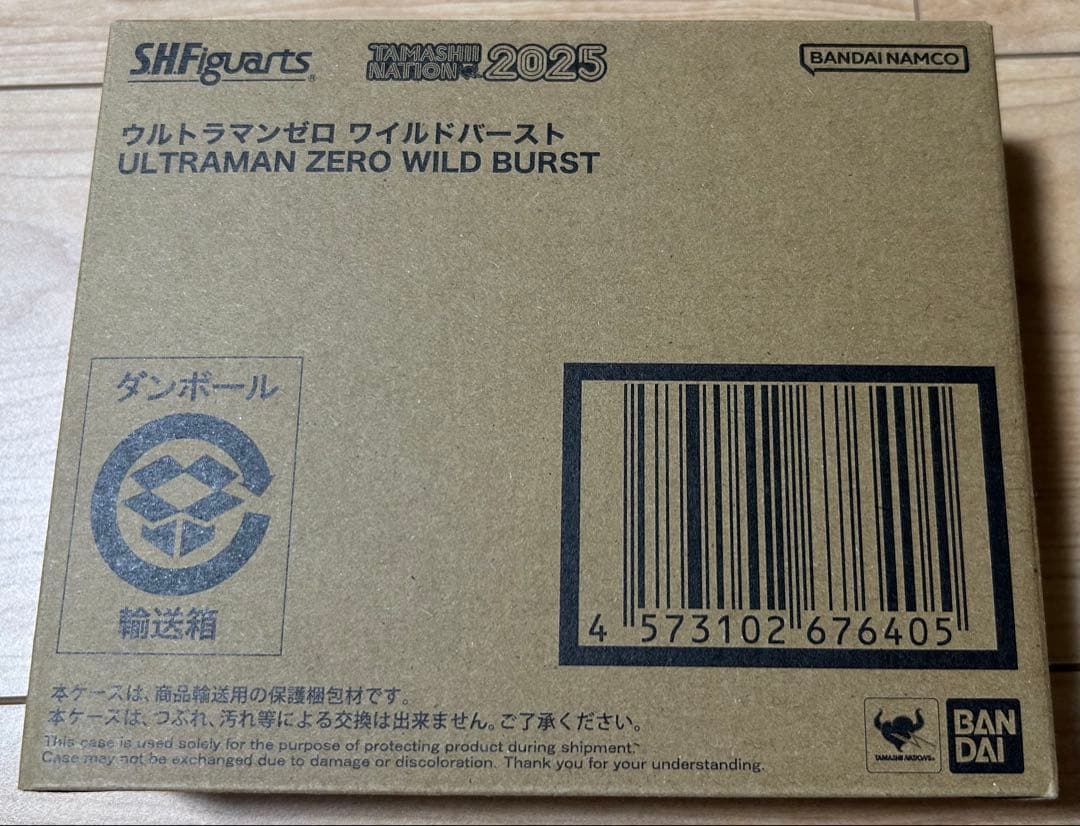 S.H.Figuarts
TAMASHII NATION 2025
BANDAI NAMCO
ウルトラマンゼロ ワイルドバースト
ULTRAMAN ZERO WILD BURST
ダンボール
輸送箱
4 573102 676405
本ケースは、商品輸送用の保護梱包材です。
本ケースは、つぶれ、汚れ等による交換は出来ません。ご了承ください。
This case is used solely for the purpose of protecting product during shipment.
Case may not be exchanged due to damage or discoloration. Thank you for your understanding.
TAMASHII NATIONS
BAN
DAI